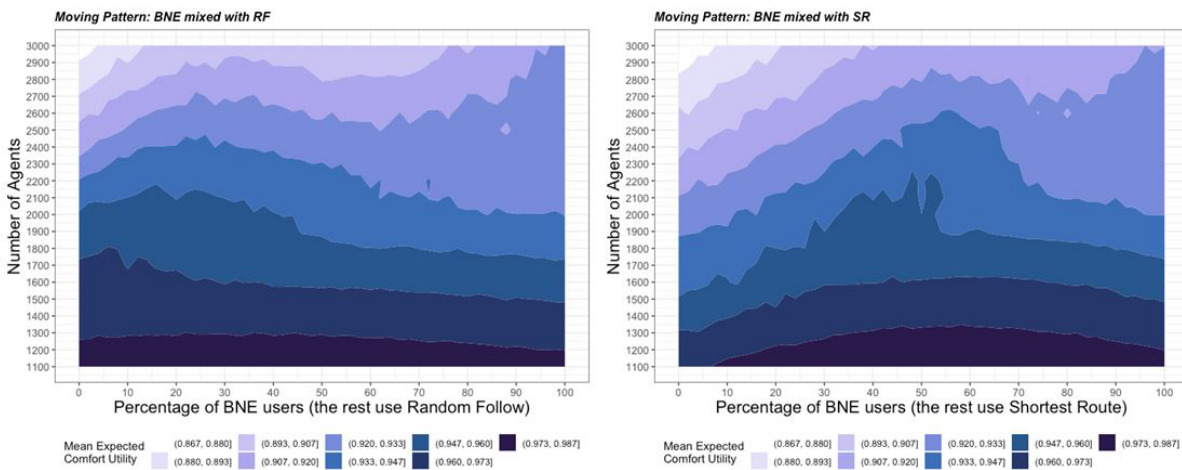 Moving Pattern: BNE mixed with RF
Number of Agents
3000
2900
2800
2700
2600
2500
2400
2300
2200
2100
2000
1900
1800
1700
1600
1500
1400
1300
1200
1100
0 10 20 30 40 50 60 70 80 90 100
Percentage of BNE users (the rest use Random Follow)
Mean Expected
Comfort Utility
(0.867, 0.880] (0.893, 0.907] (0.920, 0.933] (0.947, 0.960] (0.973, 0.987]
(0.880, 0.893] (0.907, 0.920] (0.933, 0.947] (0.960, 0.973]
Moving Pattern: BNE mixed with SR
Number of Agents
3000
2900
2800
2700
2600
2500
2400
2300
2200
2100
2000
1900
1800
1700
1600
1500
1400
1300
1200
1100
0 10 20 30 40 50 60 70 80 90 100
Percentage of BNE users (the rest use Shortest Route)
Mean Expected
Comfort Utility
(0.867, 0.880] (0.893, 0.907] (0.920, 0.933] (0.947, 0.960] (0.973, 0.987]
(0.880, 0.893] (0.907, 0.920] (0.933, 0.947] (0.960, 0.973]